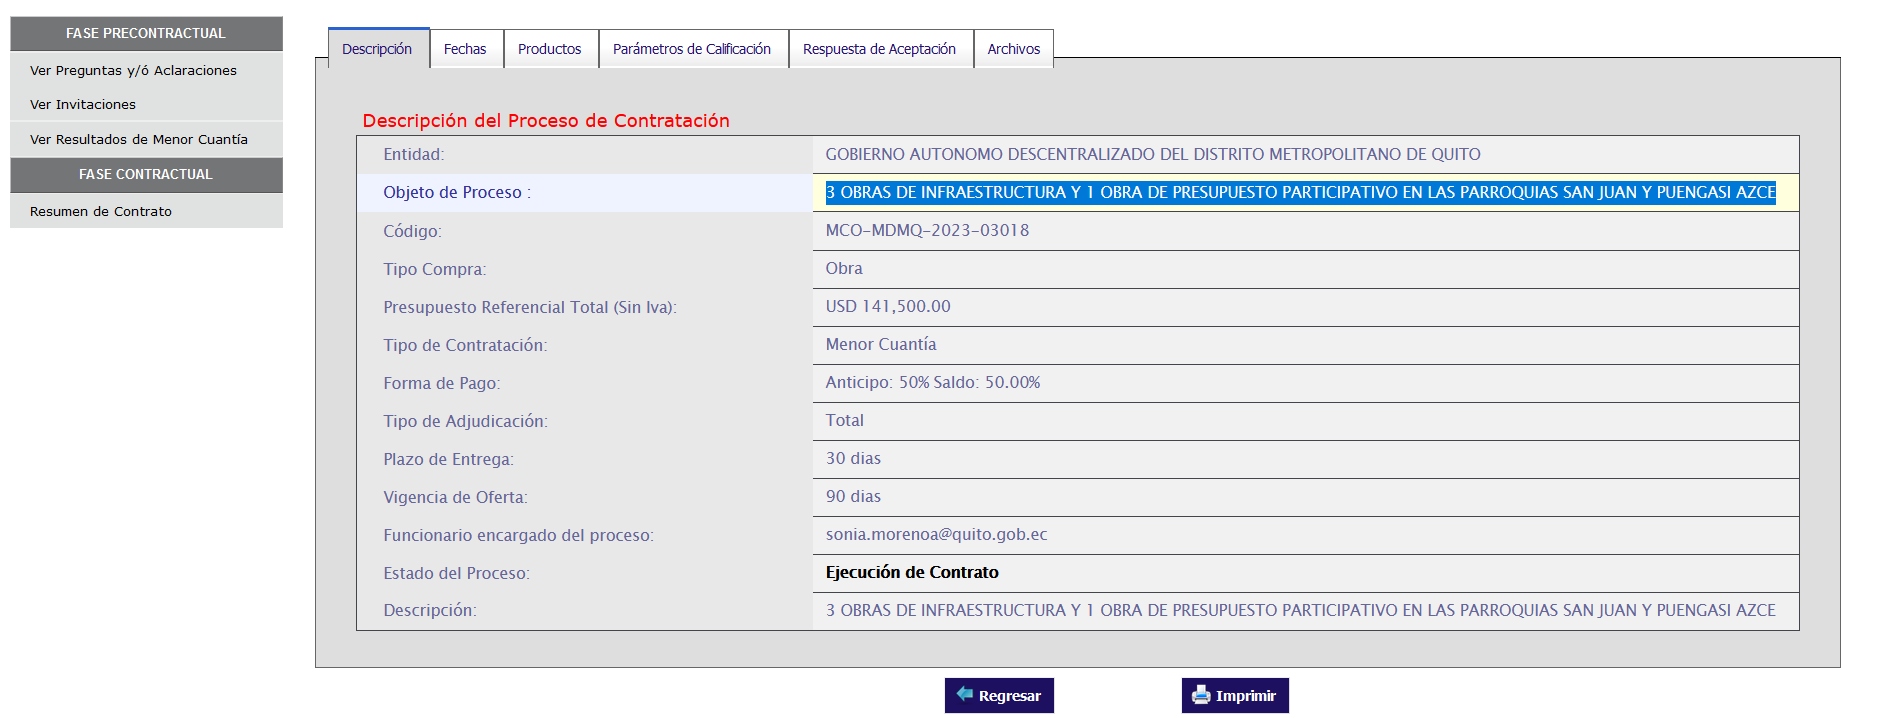 FASE PRECONTRACTUAL
Ver Preguntas y/ó Aclaraciones
Ver Invitaciones
Ver Resultados de Menor Cuantía
FASE CONTRACTUAL
Resumen de Contrato
Descripción Fechas Productos Parámetros de Calificación Respuesta de Aceptación Archivos
Descripción del Proceso de Contratación
Entidad: GOBIERNO AUTONOMO DESCENTRALIZADO DEL DISTRITO METROPOLITANO DE QUITO
Objeto de Proceso : 3 OBRAS DE INFRAESTRUCTURA Y 1 OBRA DE PRESUPUESTO PARTICIPATIVO EN LAS PARROQUIAS SAN JUAN Y PUENGASI AZCE
Código: MCO-MDMQ-2023-03018
Tipo Compra: Obra
Presupuesto Referencial Total (Sin Iva): USD 141,500.00
Tipo de Contratación: Menor Cuantía
Forma de Pago: Anticipo: 50% Saldo: 50.00%
Tipo de Adjudicación: Total
Plazo de Entrega: 30 dias
Vigencia de Oferta: 90 dias
Funcionario encargado del proceso: sonia.morenoa@quito.gob.ec
Estado del Proceso: Ejecución de Contrato
Descripción: 3 OBRAS DE INFRAESTRUCTURA Y 1 OBRA DE PRESUPUESTO PARTICIPATIVO EN LAS PARROQUIAS SAN JUAN Y PUENGASI AZCE
Regresar Imprimir